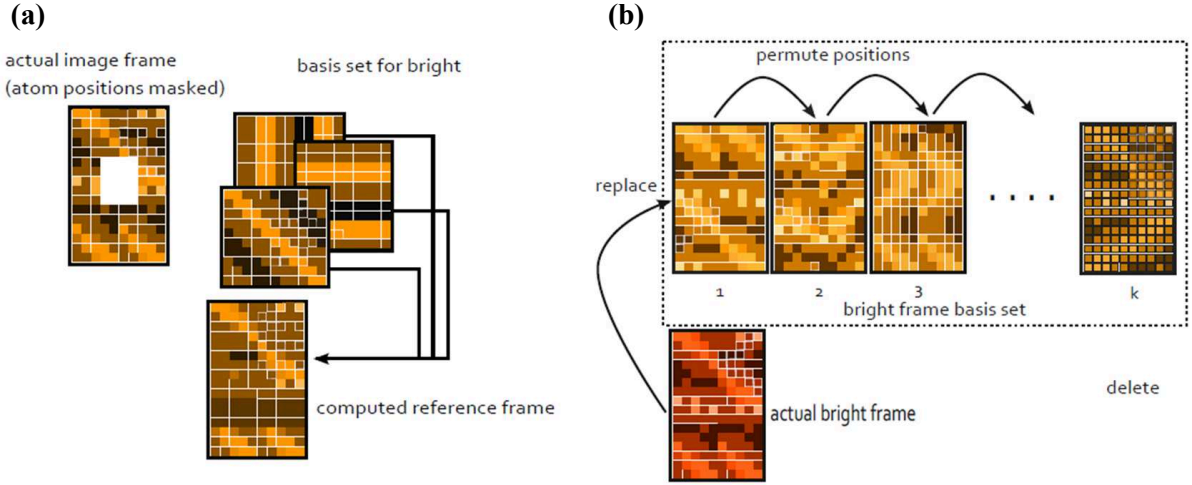 (a)
actual image frame
(atom positions masked)
basis set for bright
computed reference frame
(b)
permute positions
replace
1
2
3
k
bright frame basis set
actual bright frame
delete